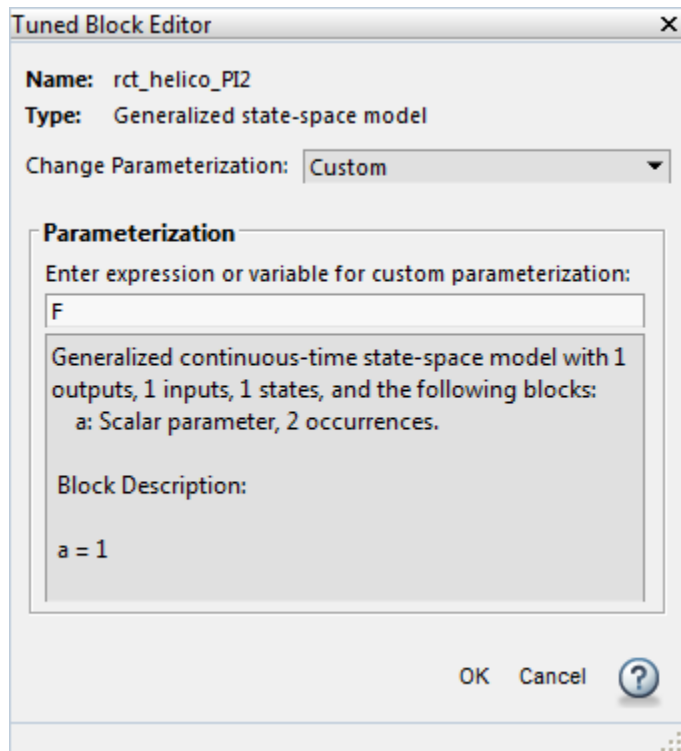 Tuned Block Editor
Name: rct_helico_PI2
Type: Generalized state-space model
Change Parameterization: Custom
Parameterization
Enter expression or variable for custom parameterization:
F
Generalized continuous-time state-space model with 1
outputs, 1 inputs, 1 states, and the following blocks:
a: Scalar parameter, 2 occurrences.
Block Description:
a = 1
OK Cancel ?